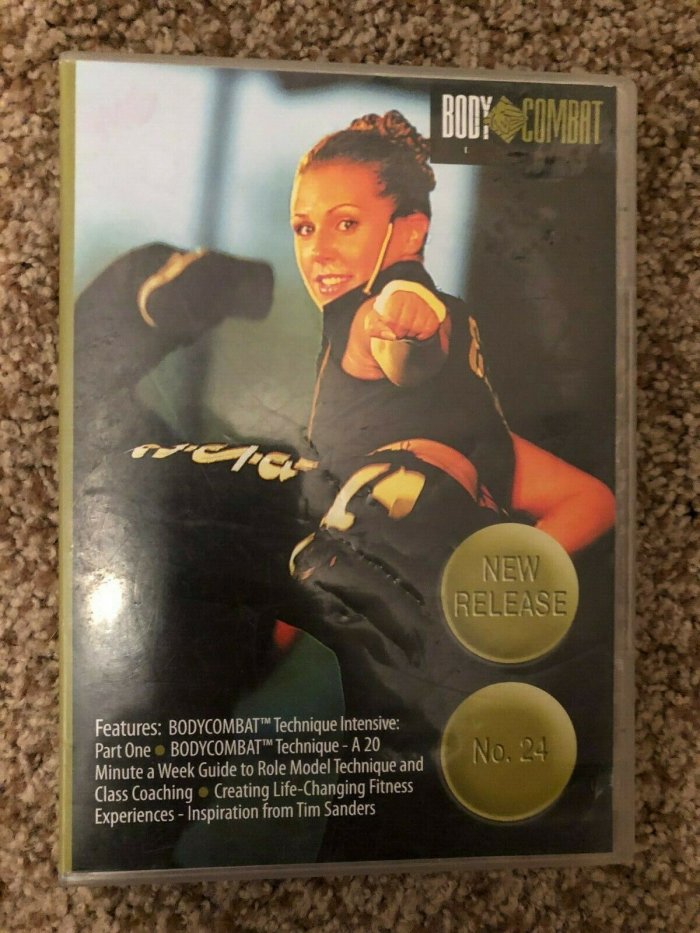 BODY COMBAT
NEW
RELEASE
No. 24
Features: BODYCOMBAT™ Technique Intensive:
Part One ● BODYCOMBAT™ Technique - A 20
Minute a Week Guide to Role Model Technique and
Class Coaching ● Creating Life-Changing Fitness
Experiences - Inspiration from Tim Sanders